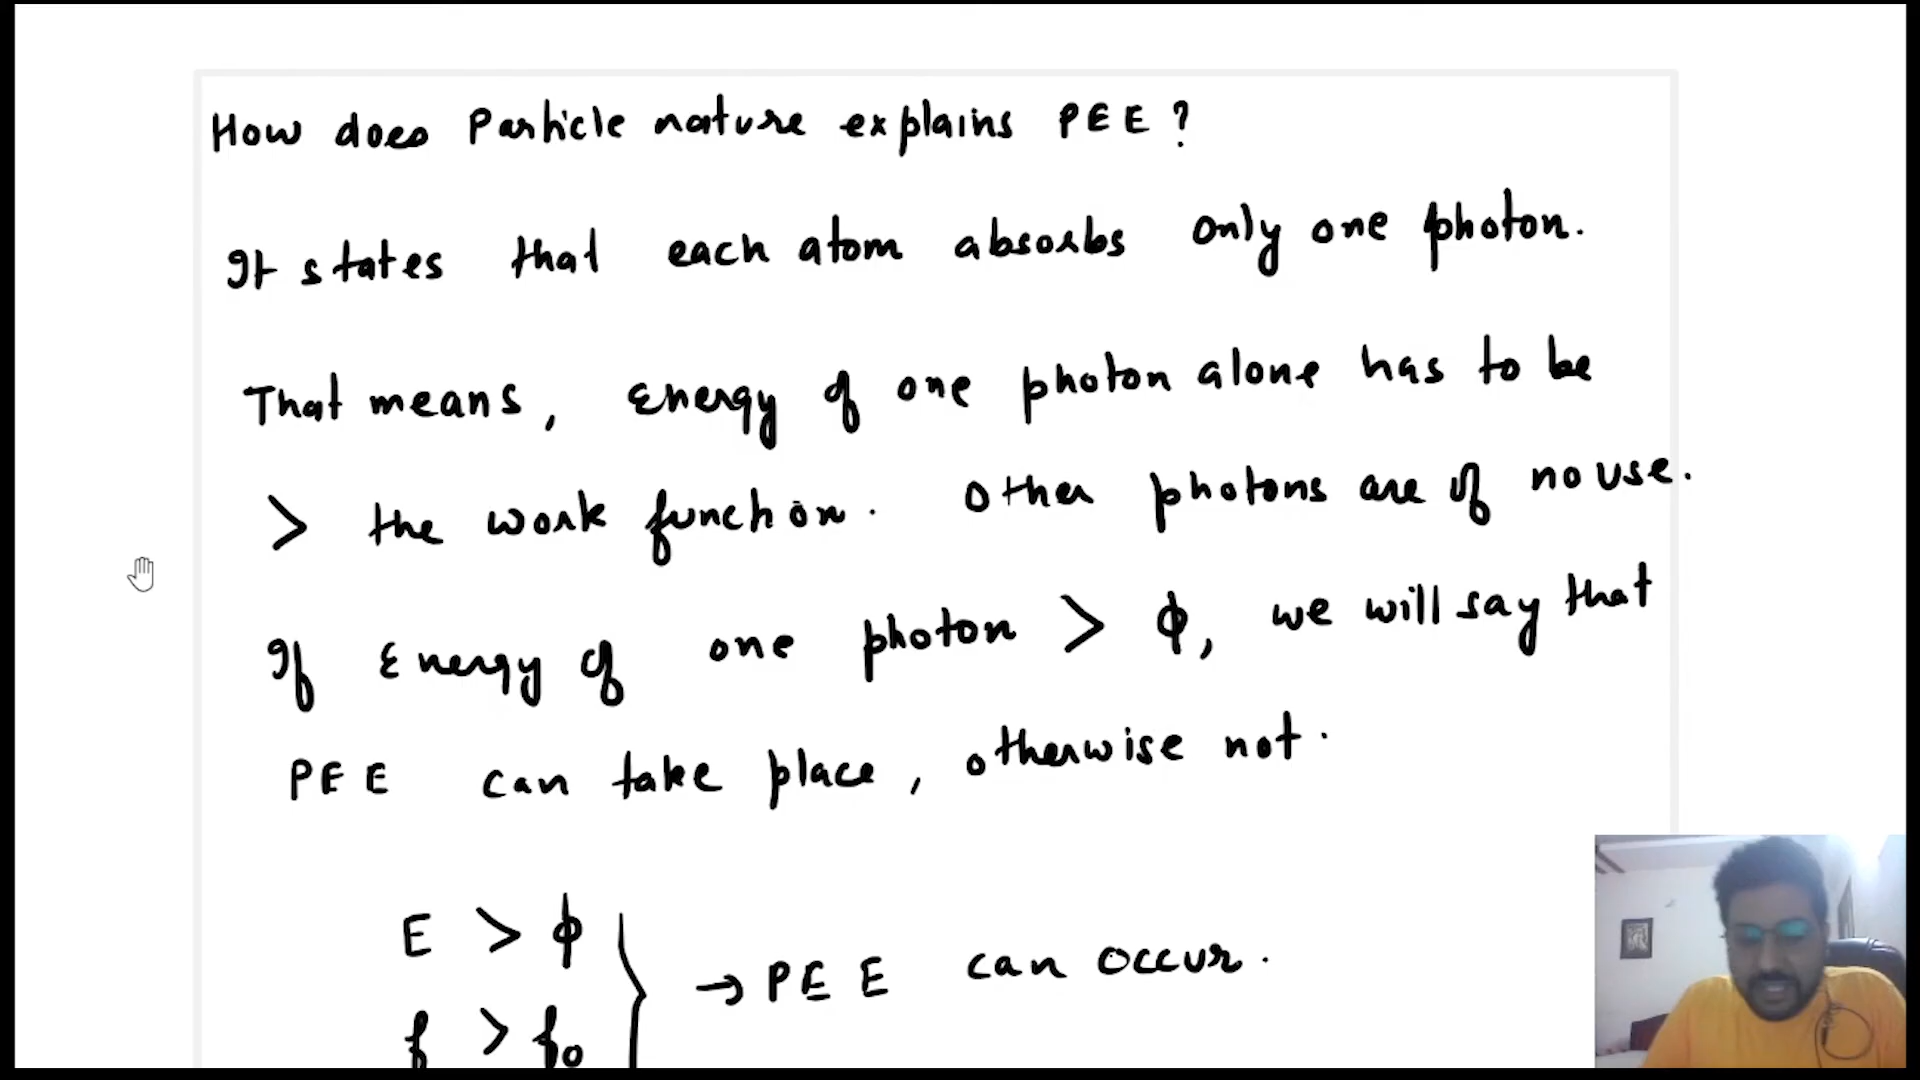 How does Particle nature explains PEE?
It states that each atom absorbs only one photon.
That means, Energy of one photon alone has to be
> the work function. Other photons are of no use.
If Energy of one photon > ϕ, we will say that
PEE can take place, otherwise not.
E > ϕ
→ PEE can occur.
f > f₀